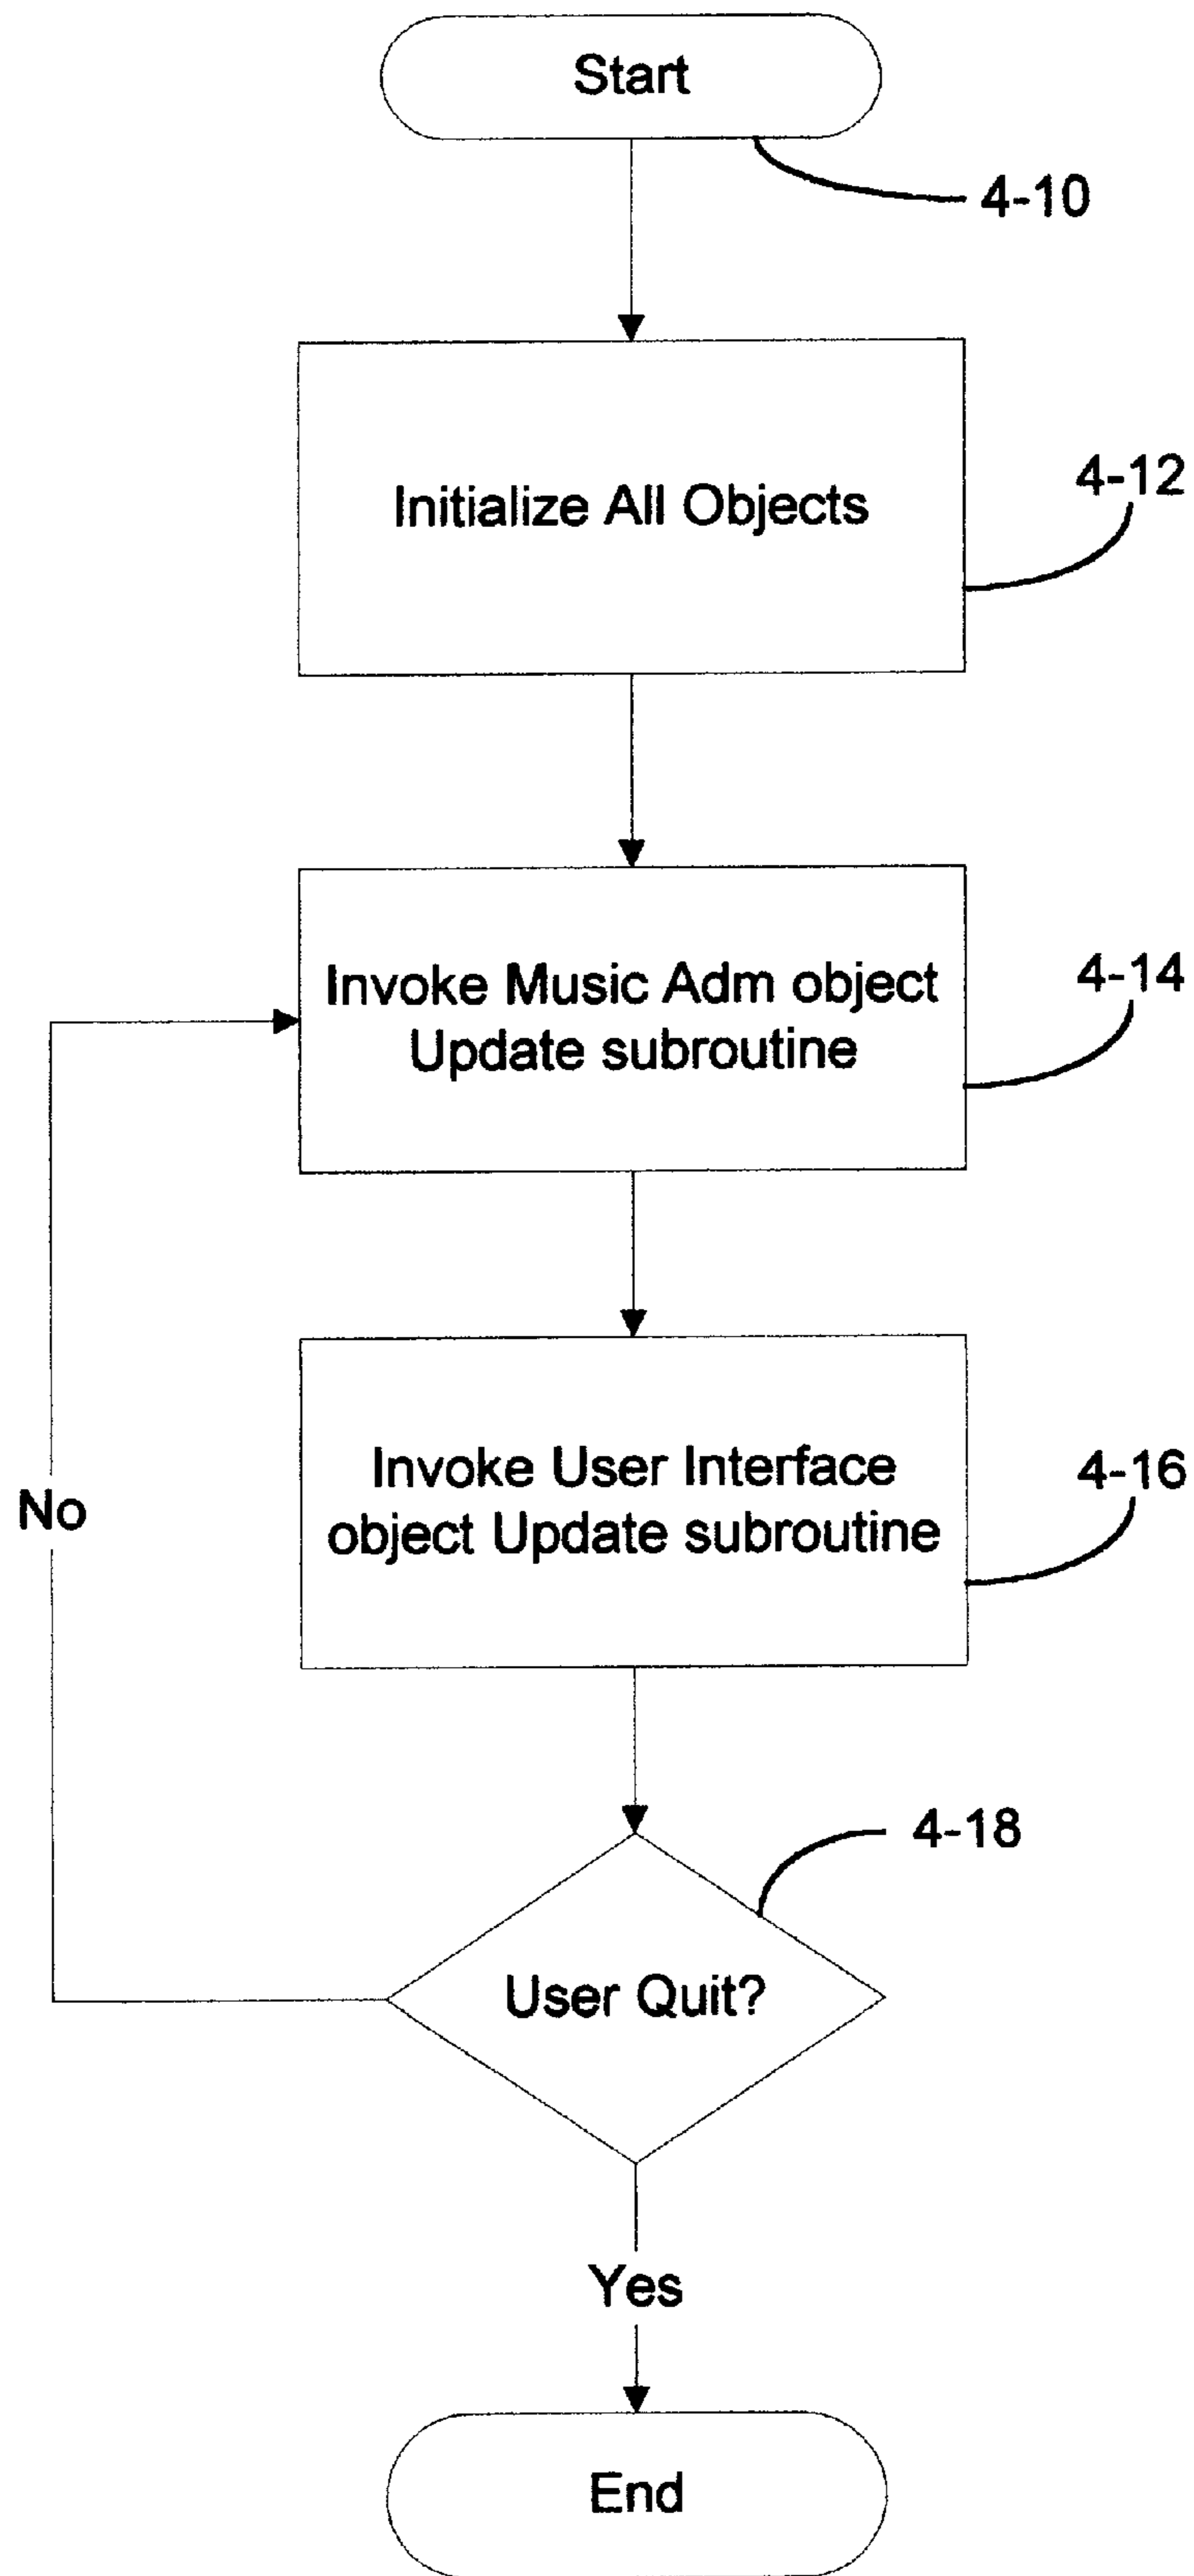 Start
4-10
Initialize All Objects
4-12
Invoke Music Adm object
Update subroutine
4-14
Invoke User Interface
object Update subroutine
4-16
No
4-18
User Quit?
Yes
End